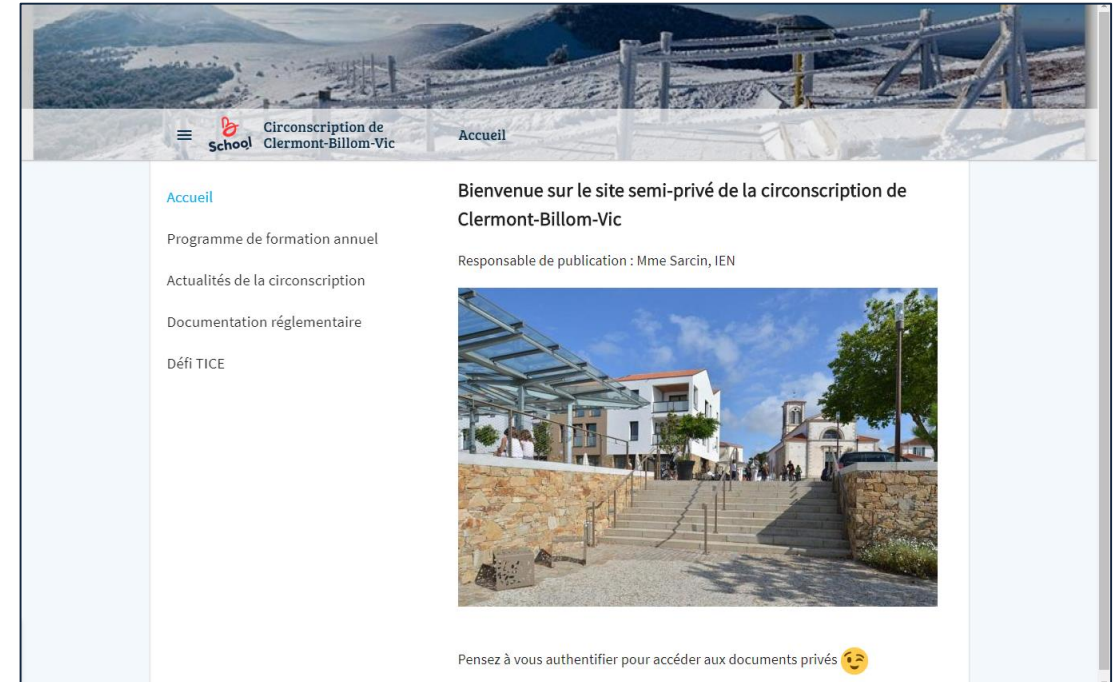 School
Circonscription de
Clermont-Billom-Vic
Accueil
Accueil
Programme de formation annuel
Actualités de la circonscription
Documentation réglementaire
Défi TICE
Bienvenue sur le site semi-privé de la circonscription de
Clermont-Billom-Vic
Responsable de publication : Mme Sarcin, IEN
Pensez à vous authentifier pour accéder aux documents privés